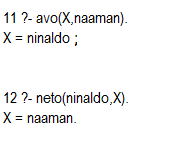 11 ?- avo(X,naaman).
X = ninaldo ;
12 ?- neto(ninaldo,X).
X = naaman.